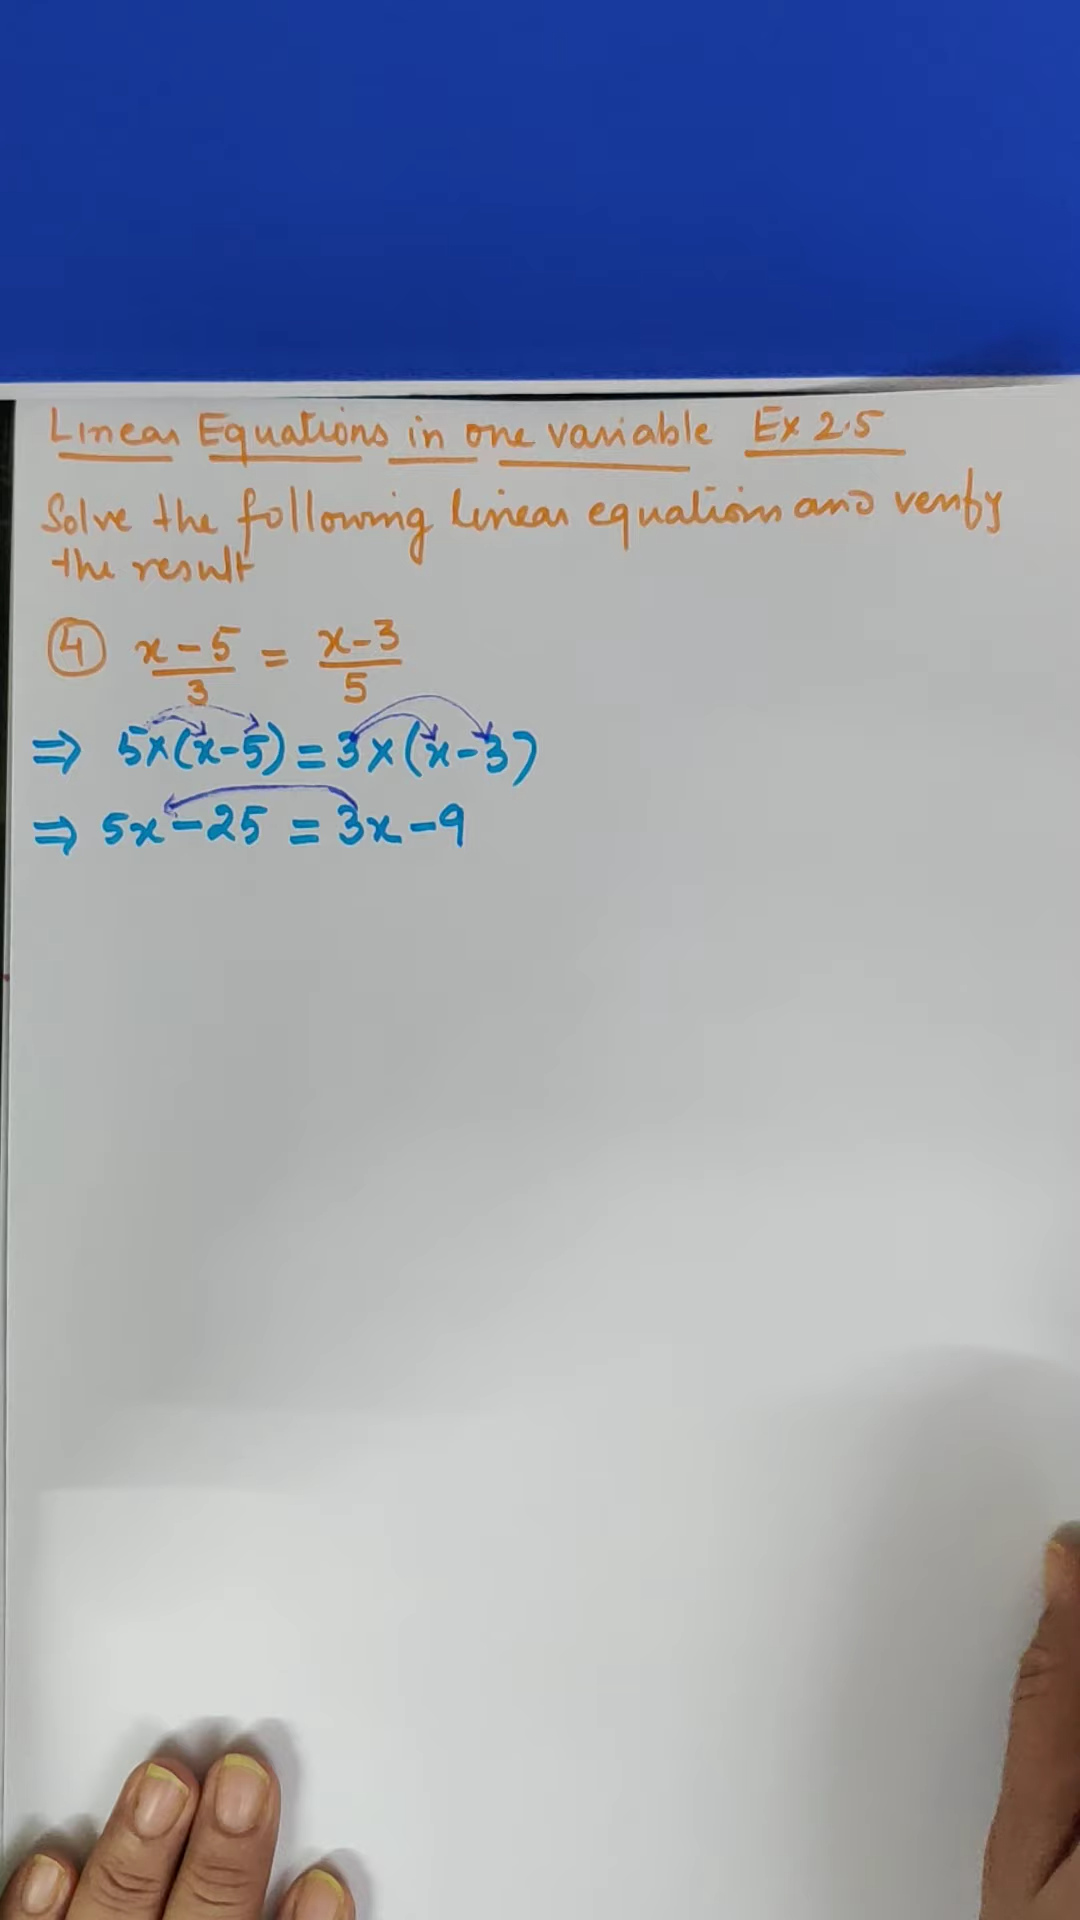 Linear Equations in one variable Ex 2.5
Solve the following linear equation and verify
the result
④ x-5/3 = x-3/5
⇒ 5×(x-5) = 3×(x-3)
⇒ 5x-25 = 3x-9